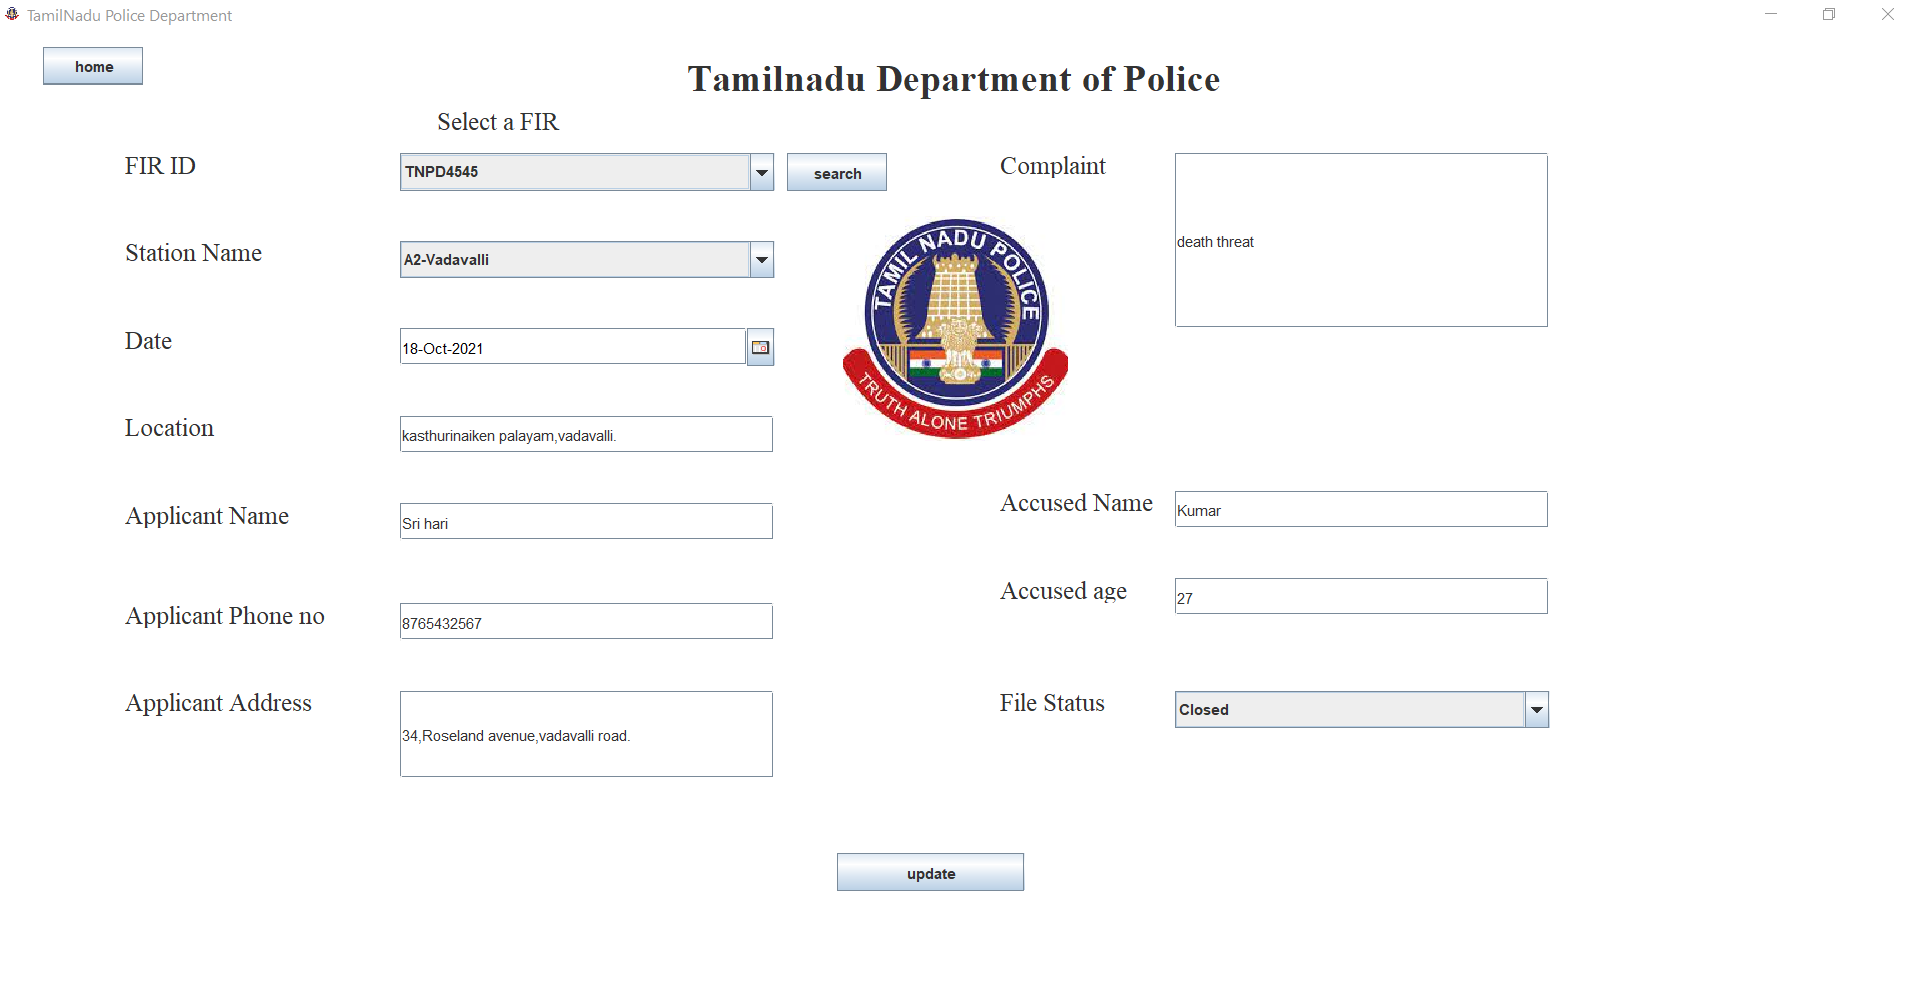 TamilNadu Police Department
home
Tamilnadu Department of Police
Select a FIR
FIR ID
TNPD4545
search
Station Name
A2-Vadavalli
Date
18-Oct-2021
Location
kasthurinaiken palayam,vadavalli.
Applicant Name
Sri hari
Applicant Phone no
8765432567
Applicant Address
34,Roseland avenue,vadavalli road.
TAMIL NADU POLICE
TRUTH ALONE TRIUMPHS
Complaint
death threat
Accused Name
Kumar
Accused age
27
File Status
Closed
update